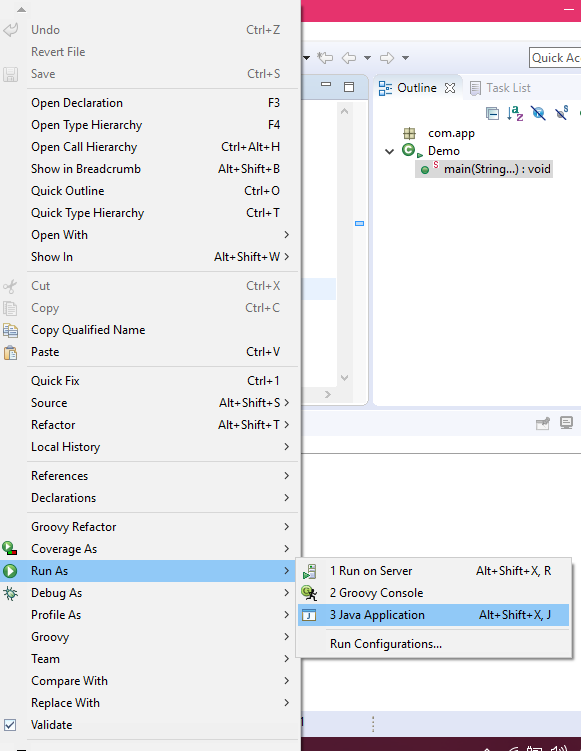 Undo Ctrl+Z
Revert File
Save Ctrl+S
Open Declaration F3
Open Type Hierarchy F4
Open Call Hierarchy Ctrl+Alt+H
Show in Breadcrumb Alt+Shift+B
Quick Outline Ctrl+O
Quick Type Hierarchy Ctrl+T
Open With
Show In Alt+Shift+W
Cut Ctrl+X
Copy Ctrl+C
Copy Qualified Name
Paste Ctrl+V
Quick Fix Ctrl+1
Source Alt+Shift+S
Refactor Alt+Shift+T
Local History
References
Declarations
Groovy Refactor
Coverage As
Run As
Debug As
Profile As
Groovy
Team
Compare With
Replace With
Validate
1 Run on Server Alt+Shift+X, R
2 Groovy Console
3 Java Application Alt+Shift+X, J
Run Configurations...
Quick Ac
Outline Task List
com.app
Demo
main(String...) : void